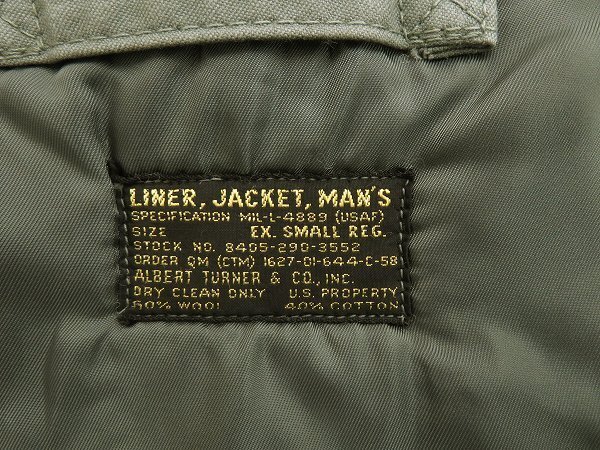 LINER, JACKET, MAN'S
SPECIFICATION MIL-L-4889 (USAF)
SIZE EX. SMALL REG.
STOCK NO. 8405-290-3552
ORDER QM (CTM) 1627-01-644-C-58
ALBERT TURNER & CO., INC.
DRY CLEAN ONLY U.S. PROPERTY
60% WOOL 40% COTTON